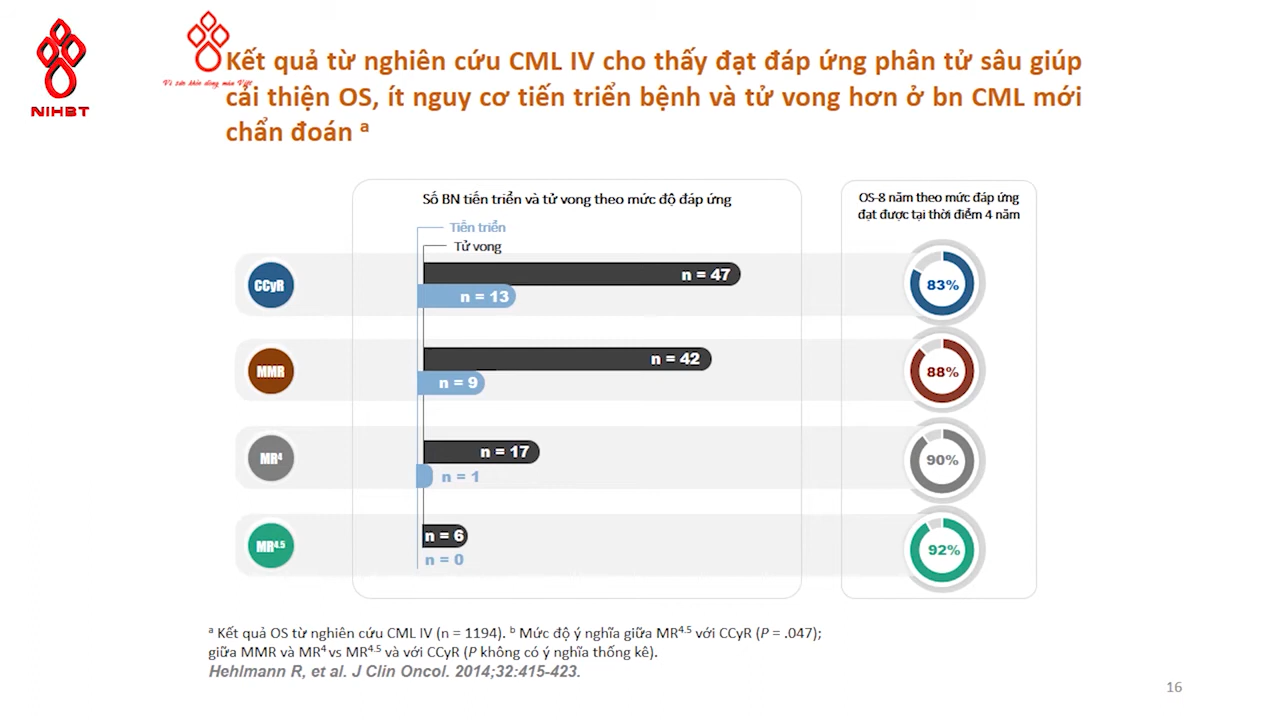 NIHBT
Vì sức khỏe dòng máu Việt
Kết quả từ nghiên cứu CML IV cho thấy đạt đáp ứng phân tử sâu giúp
cải thiện OS, ít nguy cơ tiến triển bệnh và tử vong hơn ở bn CML mới
chẩn đoán ᵃ
Số BN tiến triển và tử vong theo mức độ đáp ứng
OS-8 năm theo mức đáp ứng
đạt được tại thời điểm 4 năm
Tiến triển
Tử vong
CCyR
n = 47
n = 13
83%
MMR
n = 42
n = 9
88%
MR⁴
n = 17
n = 1
90%
MR⁴·⁵
n = 6
n = 0
92%
ᵃ Kết quả OS từ nghiên cứu CML IV (n = 1194). ᵇ Mức độ ý nghĩa giữa MR⁴·⁵ với CCyR (P = .047);
giữa MMR và MR⁴ vs MR⁴·⁵ và với CCyR (P không có ý nghĩa thống kê).
Hehlmann R, et al. J Clin Oncol. 2014;32:415-423.
16